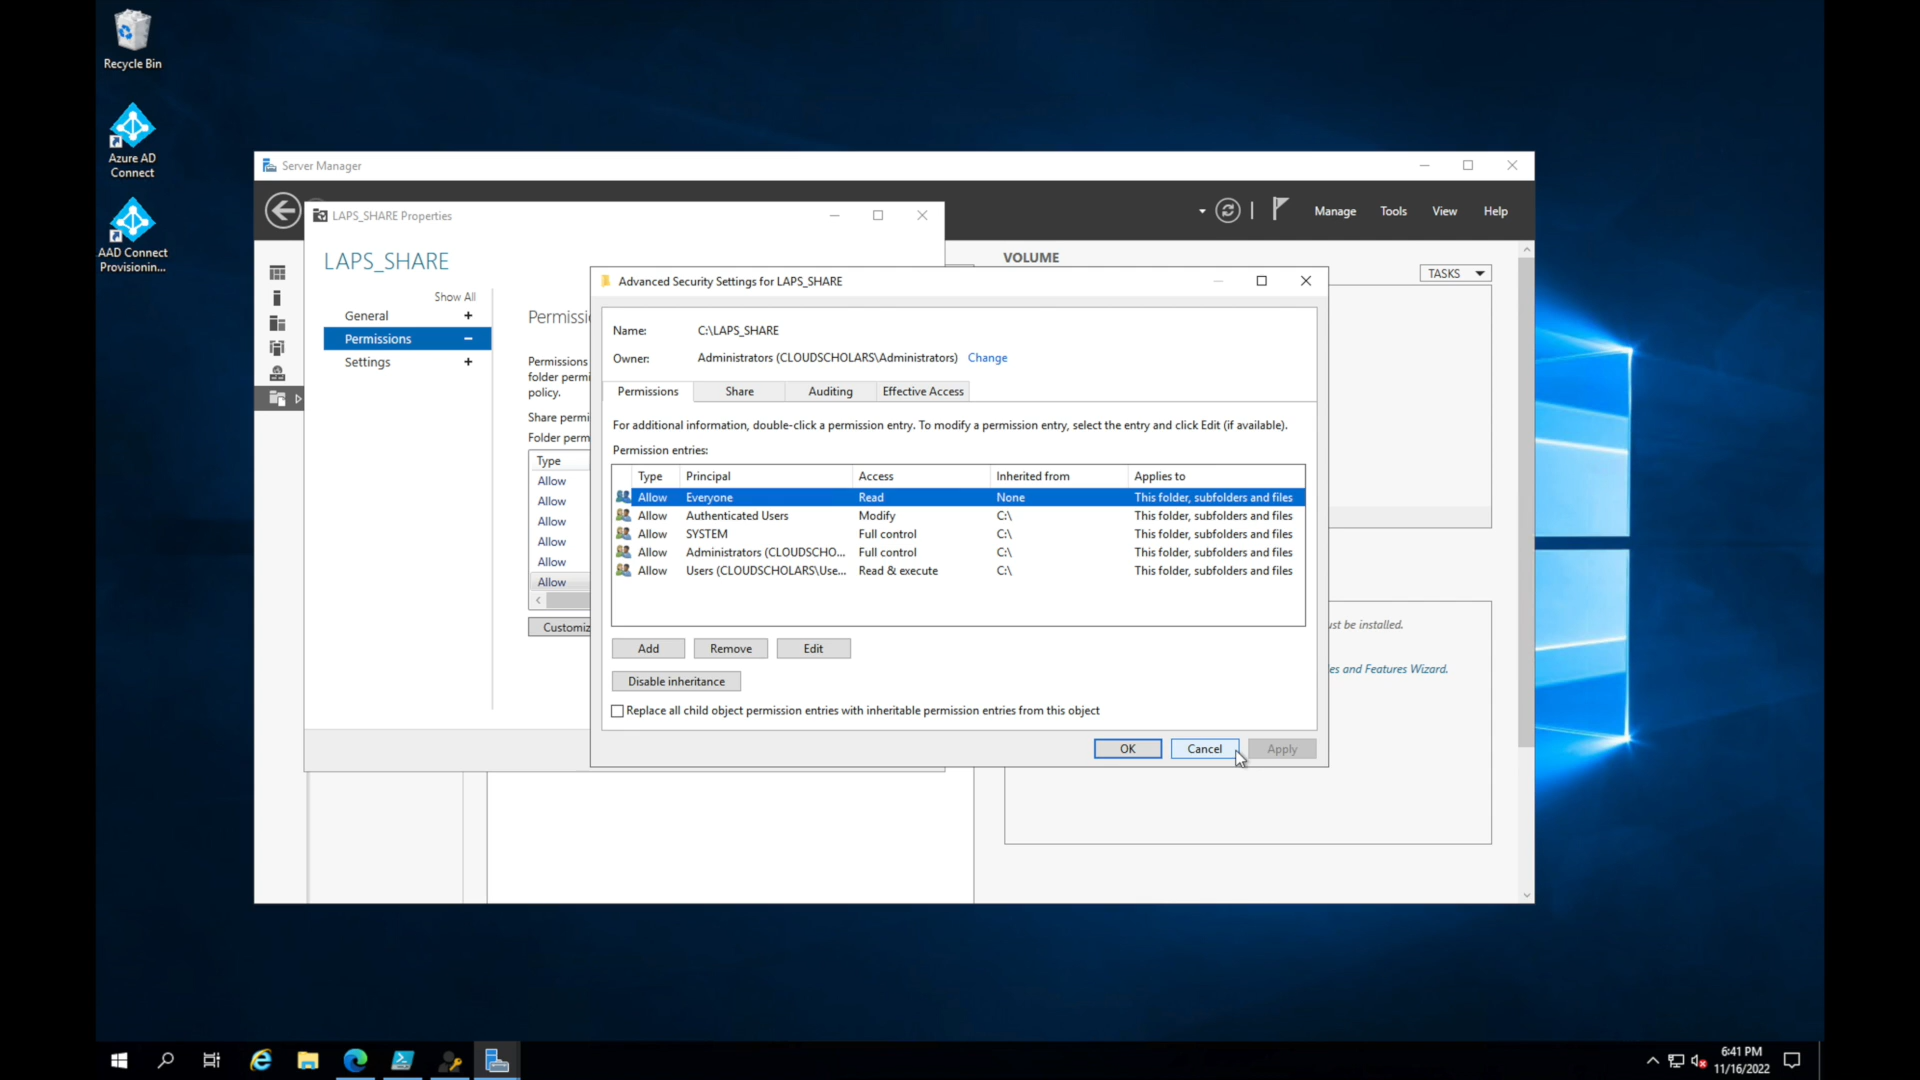 Recycle Bin
Azure AD
Connect
AAD Connect
Provisionin...
Server Manager
Manage
Tools
View
Help
LAPS_SHARE Properties
LAPS_SHARE
Show All
General +
Permissions −
Settings +
Permissi
Permissions
folder permi
policy.
Share permi
Folder perm
Type
Allow
Allow
Allow
Allow
Allow
Allow
Customiz
VOLUME
TASKS
ust be installed.
es and Features Wizard.
Advanced Security Settings for LAPS_SHARE
Name: C:\LAPS_SHARE
Owner: Administrators (CLOUDSCHOLARS\Administrators) Change
Permissions Share Auditing Effective Access
For additional information, double-click a permission entry. To modify a permission entry, select the entry and click Edit (if available).
Permission entries:
Type Principal Access Inherited from Applies to
Allow Everyone Read None This folder, subfolders and files
Allow Authenticated Users Modify C:\ This folder, subfolders and files
Allow SYSTEM Full control C:\ This folder, subfolders and files
Allow Administrators (CLOUDSCHO... Full control C:\ This folder, subfolders and files
Allow Users (CLOUDSCHOLARS\Use... Read & execute C:\ This folder, subfolders and files
Add Remove Edit
Disable inheritance
Replace all child object permission entries with inheritable permission entries from this object
OK Cancel Apply
6:41 PM
11/16/2022